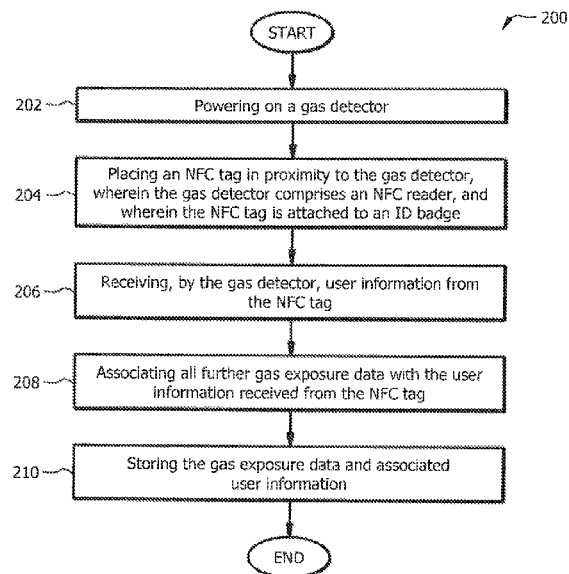 200
START
202
Powering on a gas detector
204
Placing an NFC tag in proximity to the gas detector,
wherein the gas detector comprises an NFC reader, and
wherein the NFC tag is attached to an ID badge
206
Receiving, by the gas detector, user information from
the NFC tag
208
Associating all further gas exposure data with the user
information received from the NFC tag
210
Storing the gas exposure data and associated
user information
END